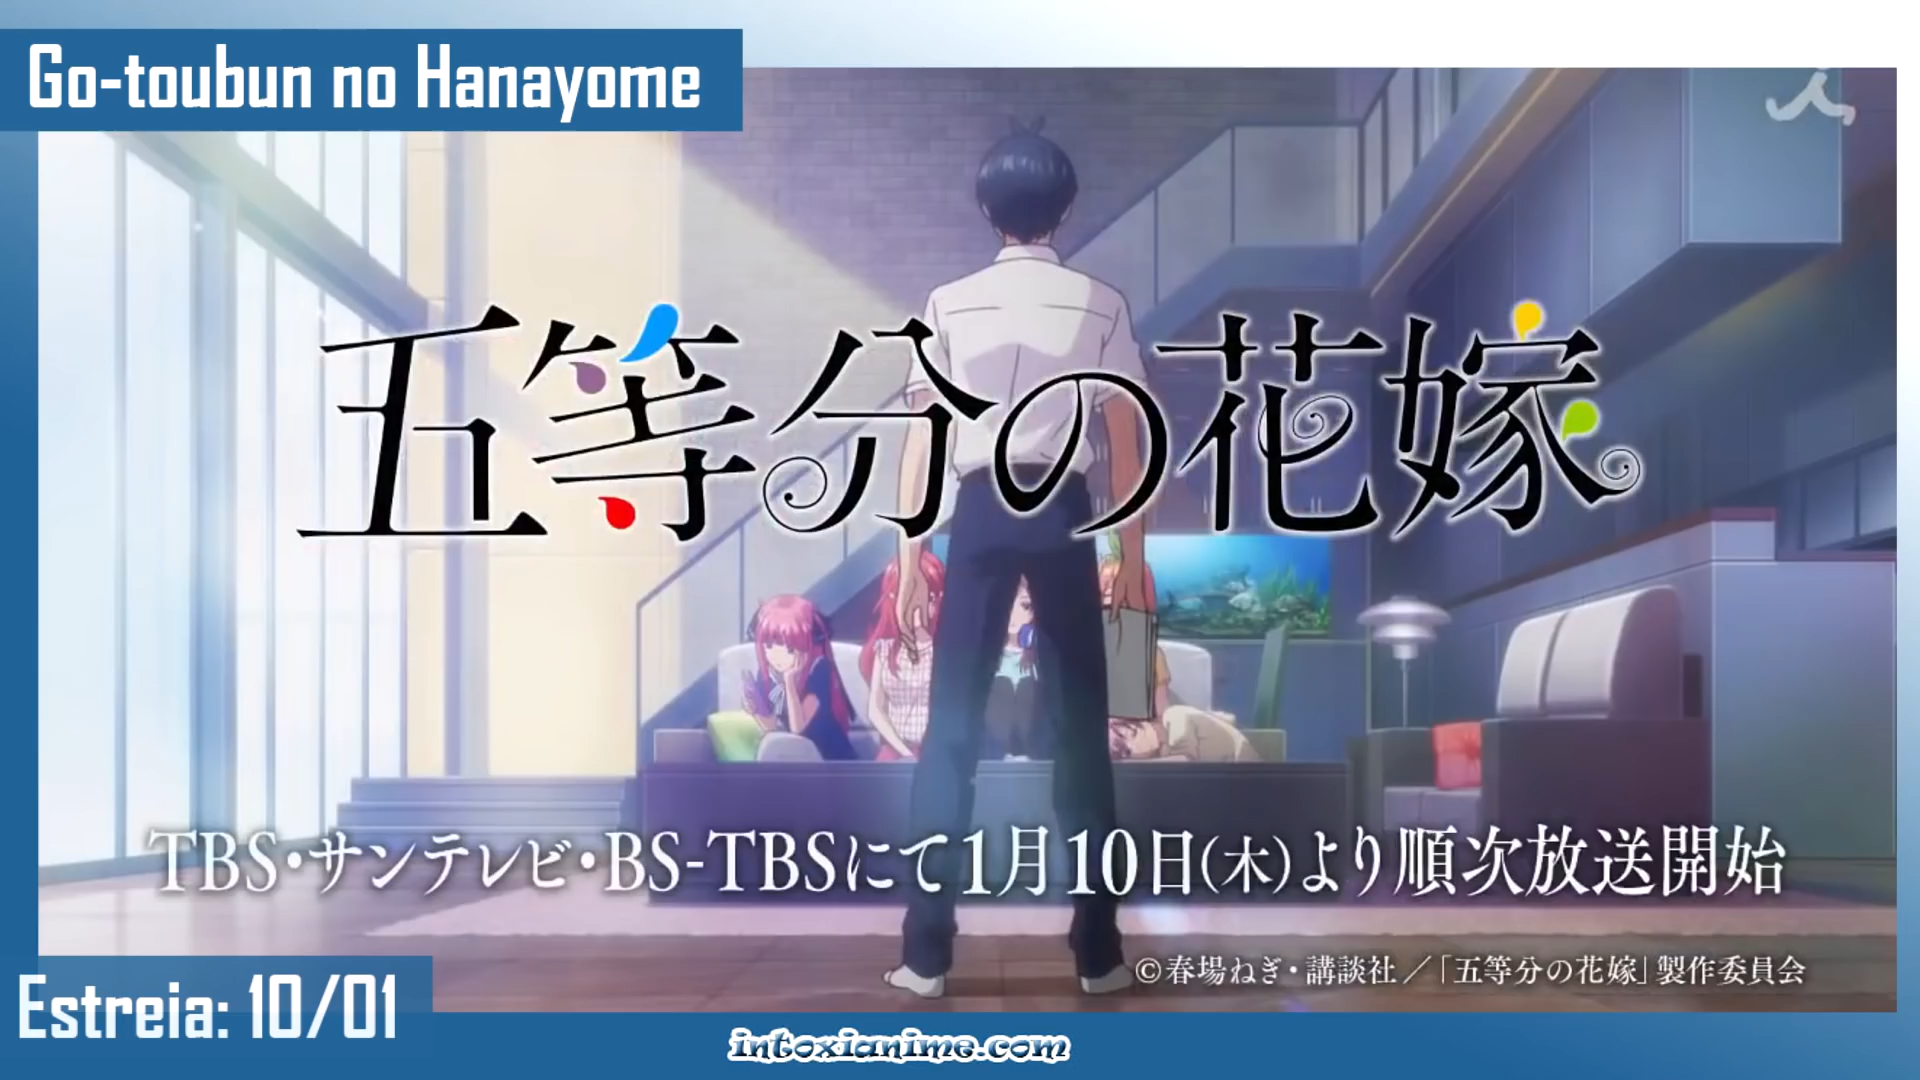 Go-toubun no Hanayome
五等分の花嫁
TBS・サンテレビ・BS-TBSにて1月10日(木)より順次放送開始
©春場ねぎ・講談社/「五等分の花嫁」製作委員会
Estreia: 10/01
intoxianime.com